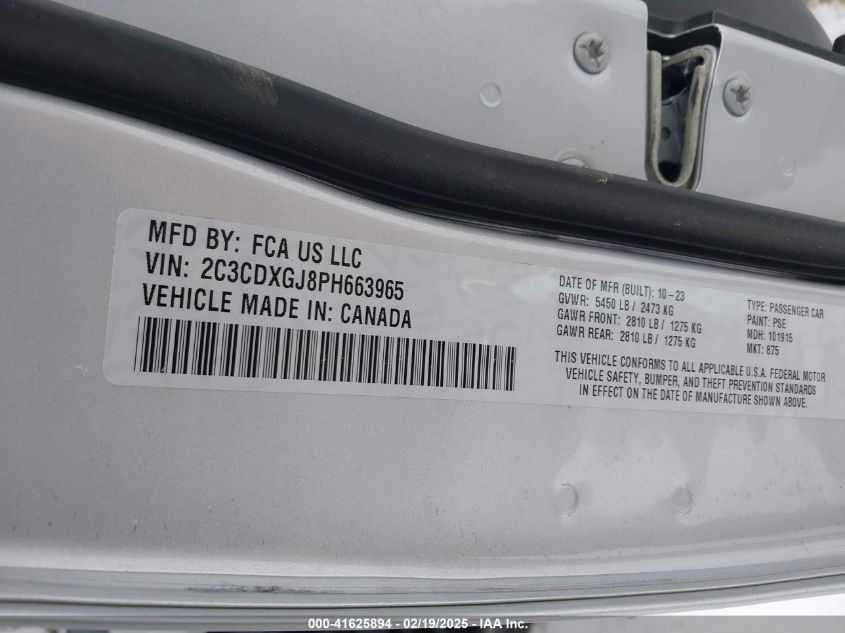 MFD BY: FCA US LLC
VIN: 2C3CDXGJ8PH663965
VEHICLE MADE IN: CANADA
DATE OF MFR (BUILT): 10-23
GVWR: 5450 LB / 2473 KG
GAWR FRONT: 2810 LB / 1275 KG
GAWR REAR: 2810 LB / 1275 KG
TYPE: PASSENGER CAR
PAINT: PSE
MDH: 101915
MKT: 875
THIS VEHICLE CONFORMS TO ALL APPLICABLE U.S.A. FEDERAL MOTOR
VEHICLE SAFETY, BUMPER, AND THEFT PREVENTION STANDARDS
IN EFFECT ON THE DATE OF MANUFACTURE SHOWN ABOVE.
000-41625894 - 02/19/2025 - IAA Inc.